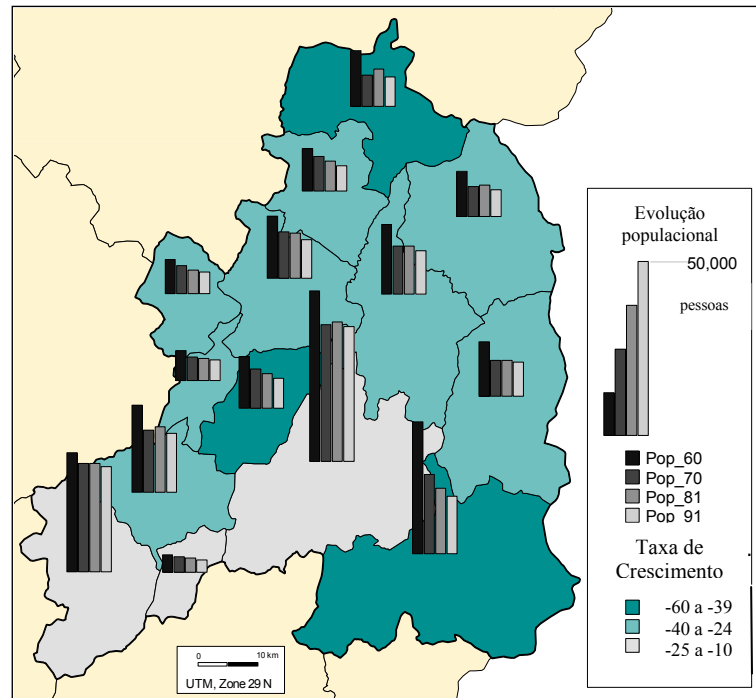 Evolução
populacional
50,000
pessoas
Pop_60
Pop_70
Pop_81
Pop_91
Taxa de
Crescimento
-60 a -39
-40 a -24
-25 a -10
0 10 km
UTM, Zone 29 N